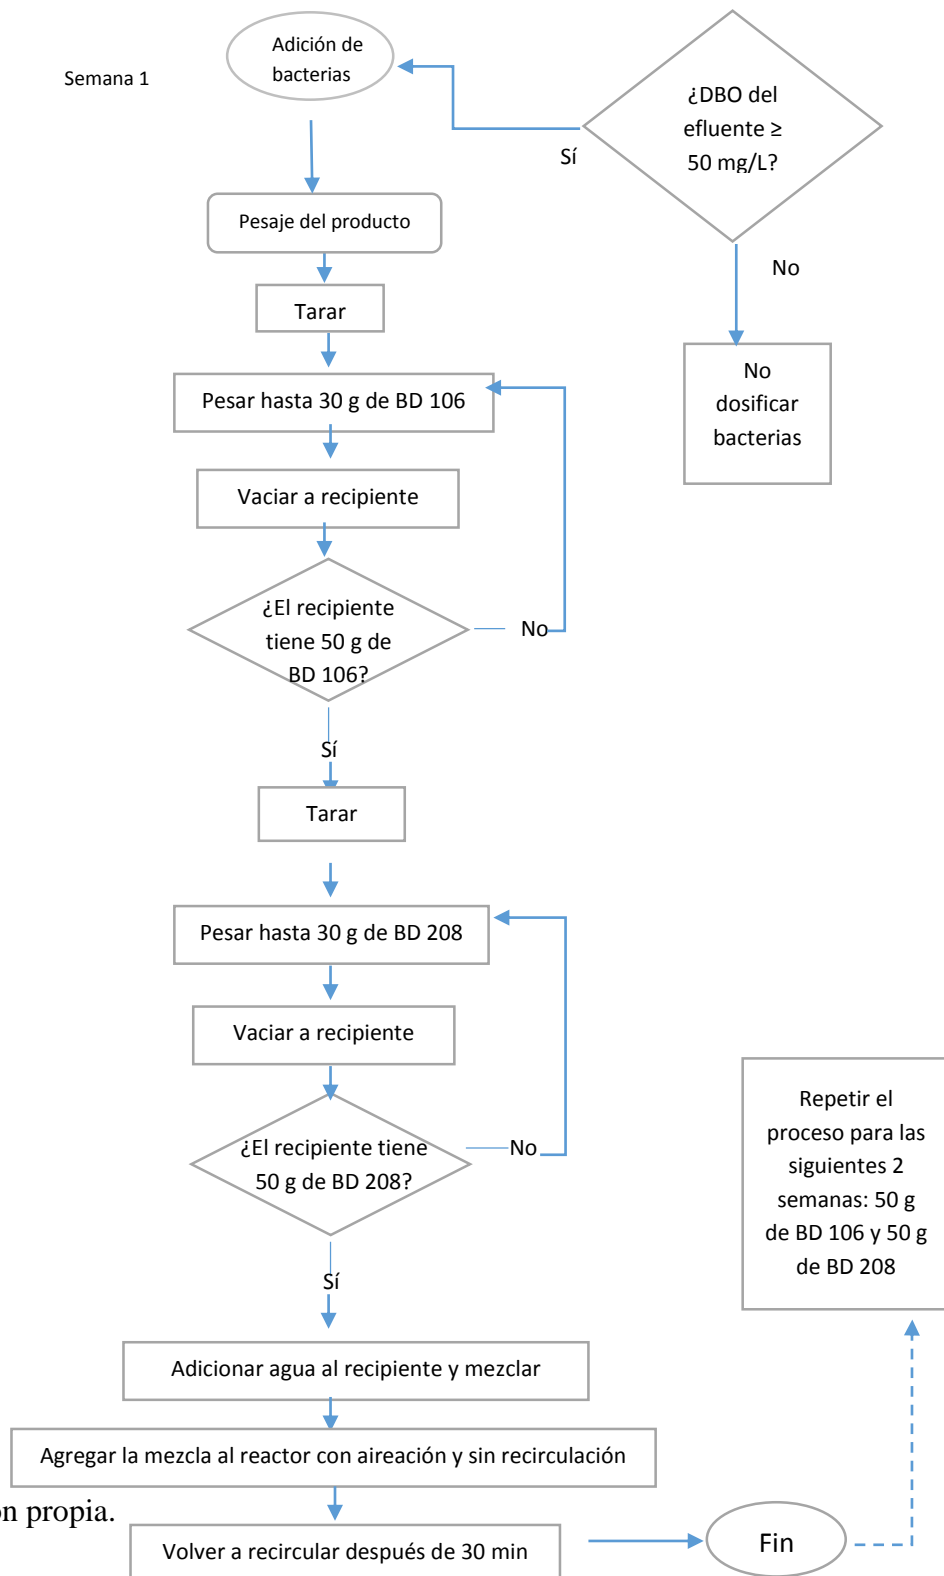 Semana 1
Adición de
bacterias
¿DBO del
efluente ≥
50 mg/L?
Sí
No
No
dosificar
bacterias
Pesaje del producto
Tarar
Pesar hasta 30 g de BD 106
Vaciar a recipiente
¿El recipiente
tiene 50 g de
BD 106?
No
Sí
Tarar
Pesar hasta 30 g de BD 208
Vaciar a recipiente
¿El recipiente tiene
50 g de BD 208?
No
Sí
Adicionar agua al recipiente y mezclar
Agregar la mezcla al reactor con aireación y sin recirculación
Volver a recircular después de 30 min
Fin
Repetir el
proceso para las
siguientes 2
semanas: 50 g
de BD 106 y 50 g
de BD 208
ón propia.